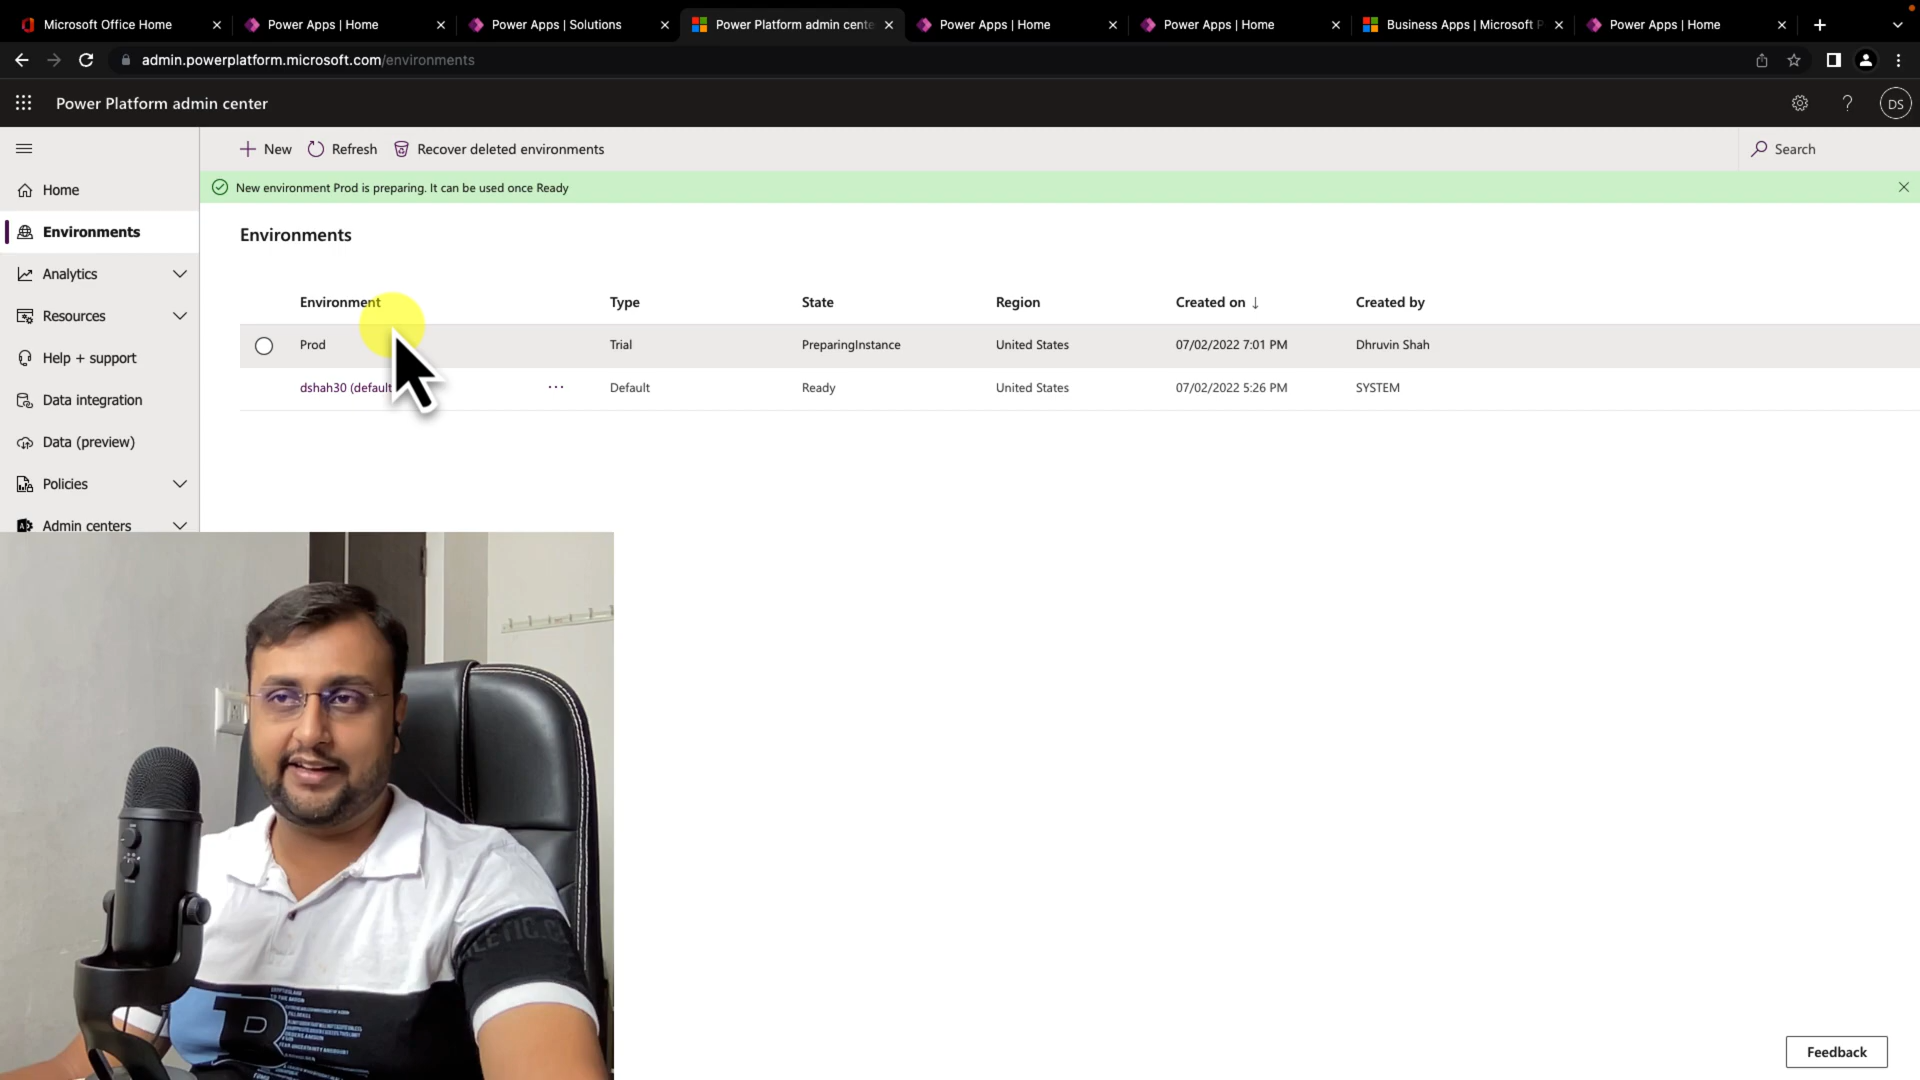 Microsoft Office Home
Power Apps | Home
Power Apps | Solutions
Power Platform admin cente
Power Apps | Home
Power Apps | Home
Business Apps | Microsoft P
Power Apps | Home
admin.powerplatform.microsoft.com/environments
Power Platform admin center
DS
New
Refresh
Recover deleted environments
Search
Home
New environment Prod is preparing. It can be used once Ready
Environments
Environments
Analytics
Resources
Help + support
Data integration
Data (preview)
Policies
Admin centers
Environment Type State Region Created on ↓ Created by
Prod Trial PreparingInstance United States 07/02/2022 7:01 PM Dhruvin Shah
dshah30 (default ... Default Ready United States 07/02/2022 5:26 PM SYSTEM
Feedback